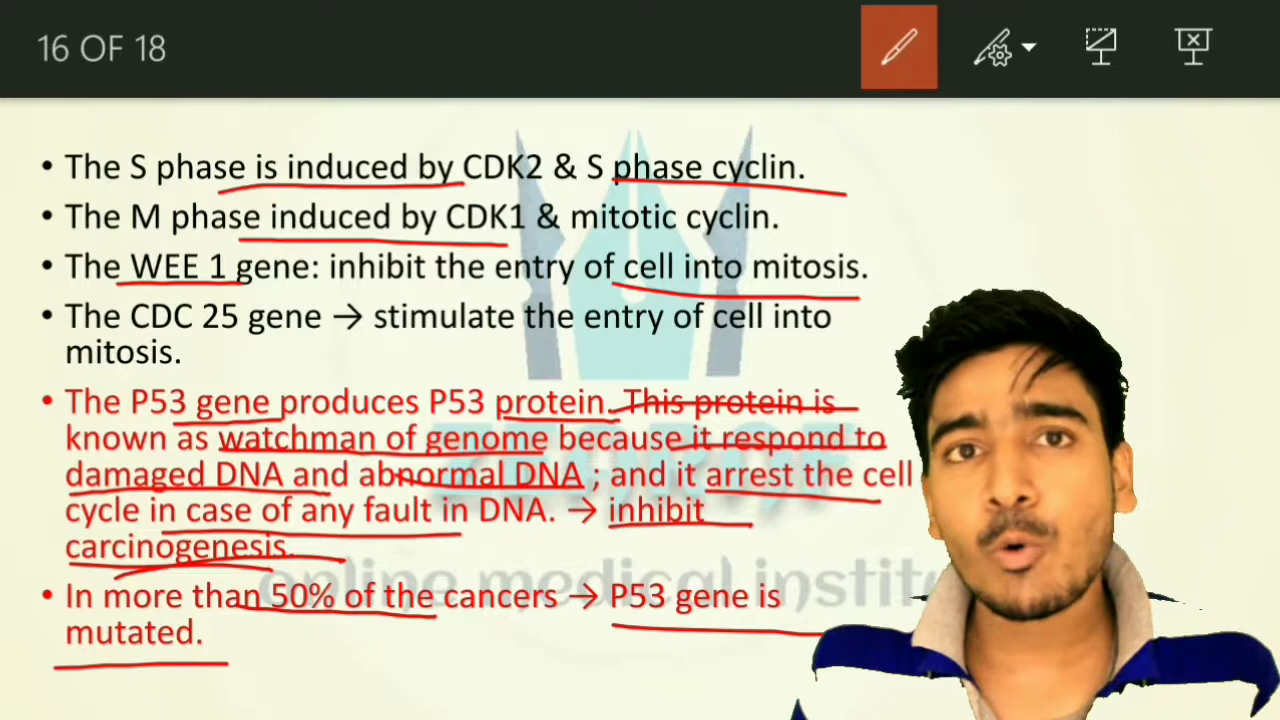 16 OF 18
• The S phase is induced by CDK2 & S phase cyclin.
• The M phase induced by CDK1 & mitotic cyclin.
• The WEE 1 gene: inhibit the entry of cell into mitosis.
• The CDC 25 gene → stimulate the entry of cell into
mitosis.
• The P53 gene produces P53 protein. This protein is
known as watchman of genome because it respond to
damaged DNA and abnormal DNA ; and it arrest the cell
cycle in case of any fault in DNA. → inhibit
carcinogenesis.
online medical
• In more than 50% of the cancers → P53 gene is
mutated.